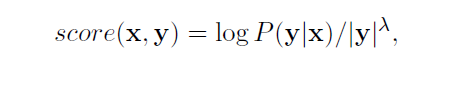 score(x, y) = log P(y|x)/|y|^λ,